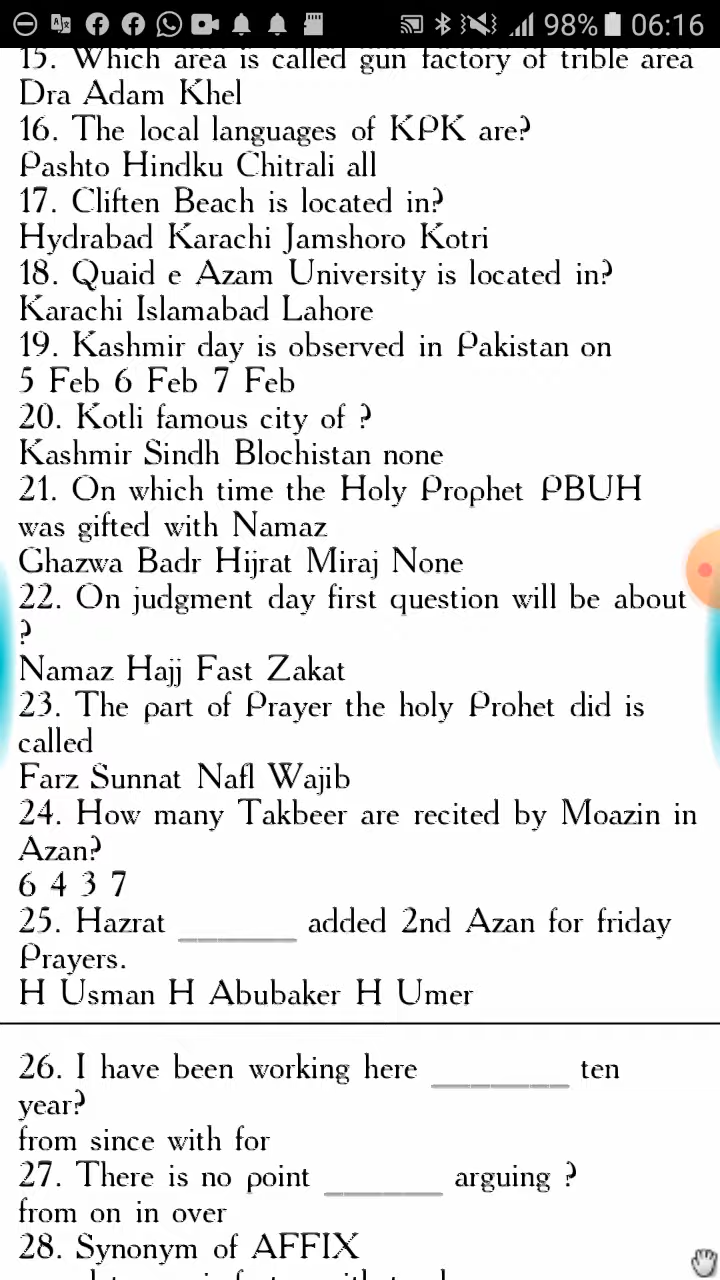 98% 06:16
15. Which area is called gun factory of trible area
Dra Adam Khel
16. The local languages of KPK are?
Pashto Hindku Chitrali all
17. Cliften Beach is located in?
Hydrabad Karachi Jamshoro Kotri
18. Quaid e Azam University is located in?
Karachi Islamabad Lahore
19. Kashmir day is observed in Pakistan on
5 Feb 6 Feb 7 Feb
20. Kotli famous city of ?
Kashmir Sindh Blochistan none
21. On which time the Holy Prophet PBUH
was gifted with Namaz
Ghazwa Badr Hijrat Miraj None
22. On judgment day first question will be about
?
Namaz Hajj Fast Zakat
23. The part of Prayer the holy Prohet did is
called
Farz Sunnat Nafl Wajib
24. How many Takbeer are recited by Moazin in
Azan?
6 4 3 7
25. Hazrat _______ added 2nd Azan for friday
Prayers.
H Usman H Abubaker H Umer
26. I have been working here ________ ten
year?
from since with for
27. There is no point _______ arguing ?
from on in over
28. Synonym of AFFIX